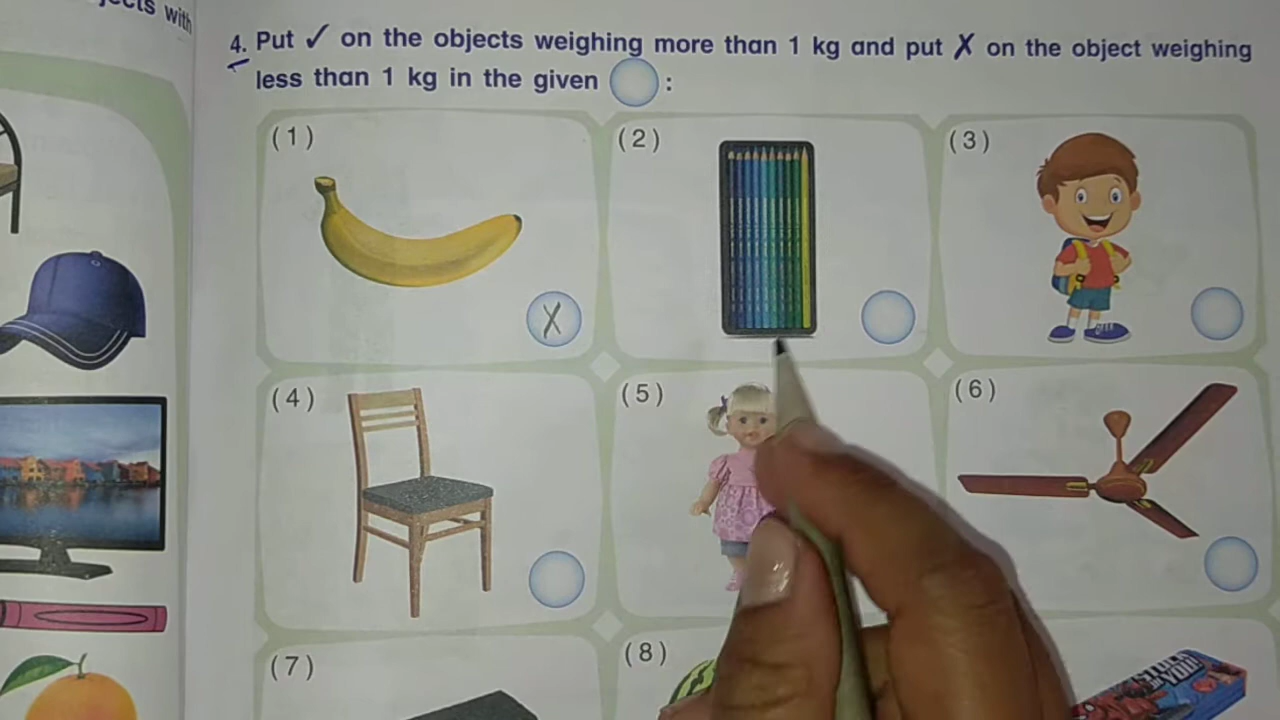 with
4. Put ✓ on the objects weighing more than 1 kg and put ✗ on the object weighing
less than 1 kg in the given :
(1)
(2)
(3)
X
(4)
(5)
(6)
(7)
(8)
YOU!